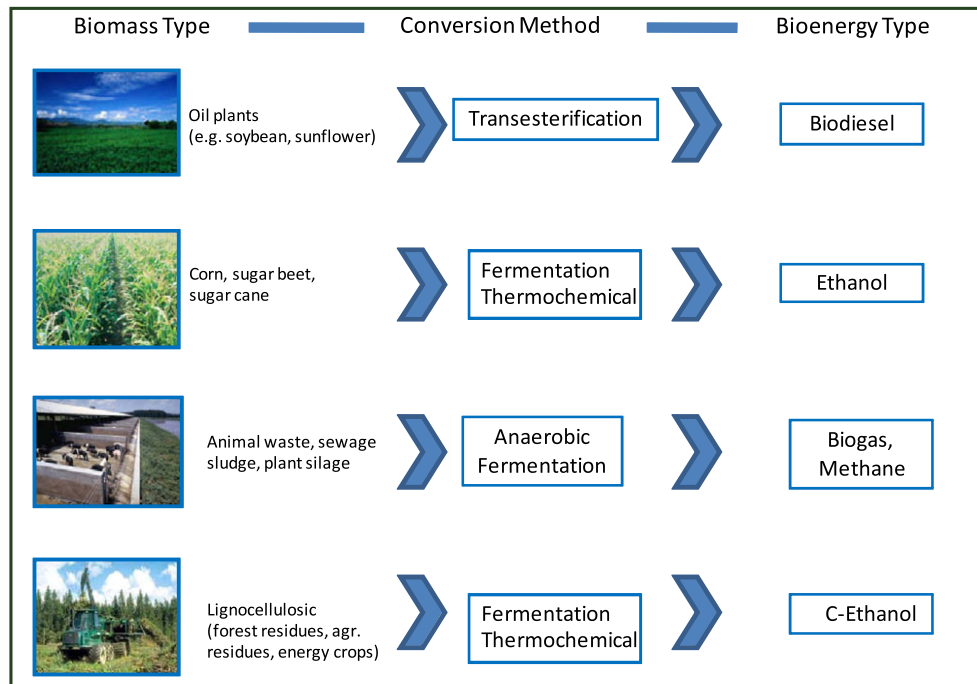 Biomass Type
Conversion Method
Bioenergy Type
Oil plants
(e.g. soybean, sunflower)
Transesterification
Biodiesel
Corn, sugar beet,
sugar cane
Fermentation
Thermochemical
Ethanol
Animal waste, sewage
sludge, plant silage
Anaerobic
Fermentation
Biogas,
Methane
Lignocellulosic
(forest residues, agr.
residues, energy crops)
Fermentation
Thermochemical
C-Ethanol